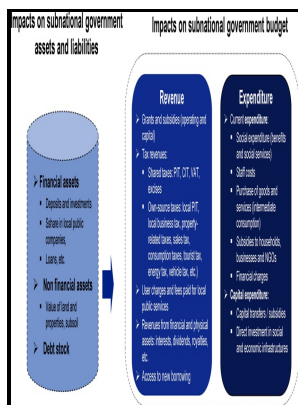 Impacts on subnational government
assets and liabilities
Impacts on subnational government budget
Financial assets
Deposits and investments
Sshare in local public
companies,
Loans, etc.
Non financial assets
Value of land and
properties, subsoil
Debt stock
Revenue
Grants and subsidies (operating and
capital)
Tax revenues:
Shared taxes: PIT, CIT, VAT,
excises
Own-source taxes: local PIT,
local business tax, property-
related taxes, sales tax,
consumption taxes, tourist tax,
energy tax, vehicle tax, etc.)
User charges and fees paid for local
public services
Revenues from financial and physical
assets: interests, dividends, royalties,
etc.
Access to new borrowing
Expenditure
Current expenditure:
Social expenditure (benefits
and social services)
Staff costs
Purchase of goods and
services (intermediate
consumption)
Subsidies to households,
businesses and NGOs
Financial charges
Capital expenditure:
Capital transfers / subsidies
Direct investment in social
and economic infrastructures